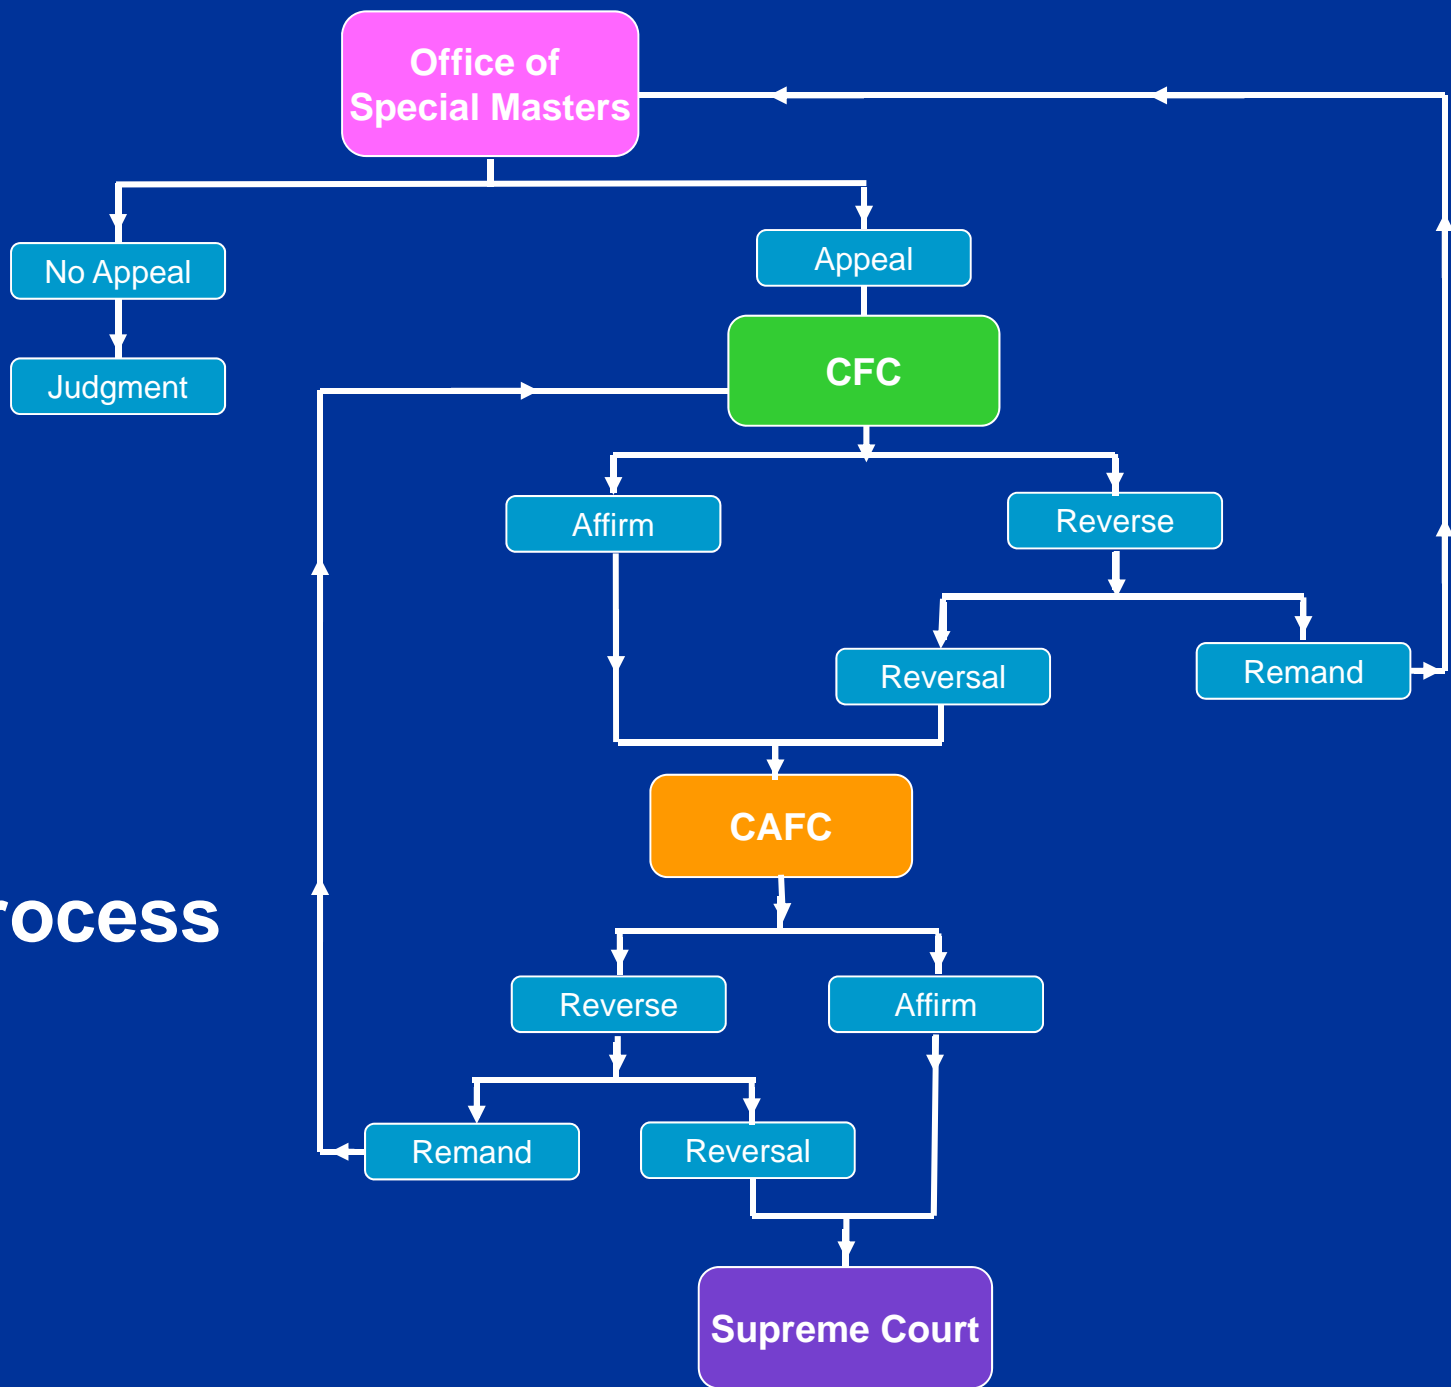 Office of
Special Masters
No Appeal
Appeal
Judgment
CFC
Affirm
Reverse
Reversal
Remand
CAFC
rocess
Reverse
Affirm
Remand
Reversal
Supreme Court